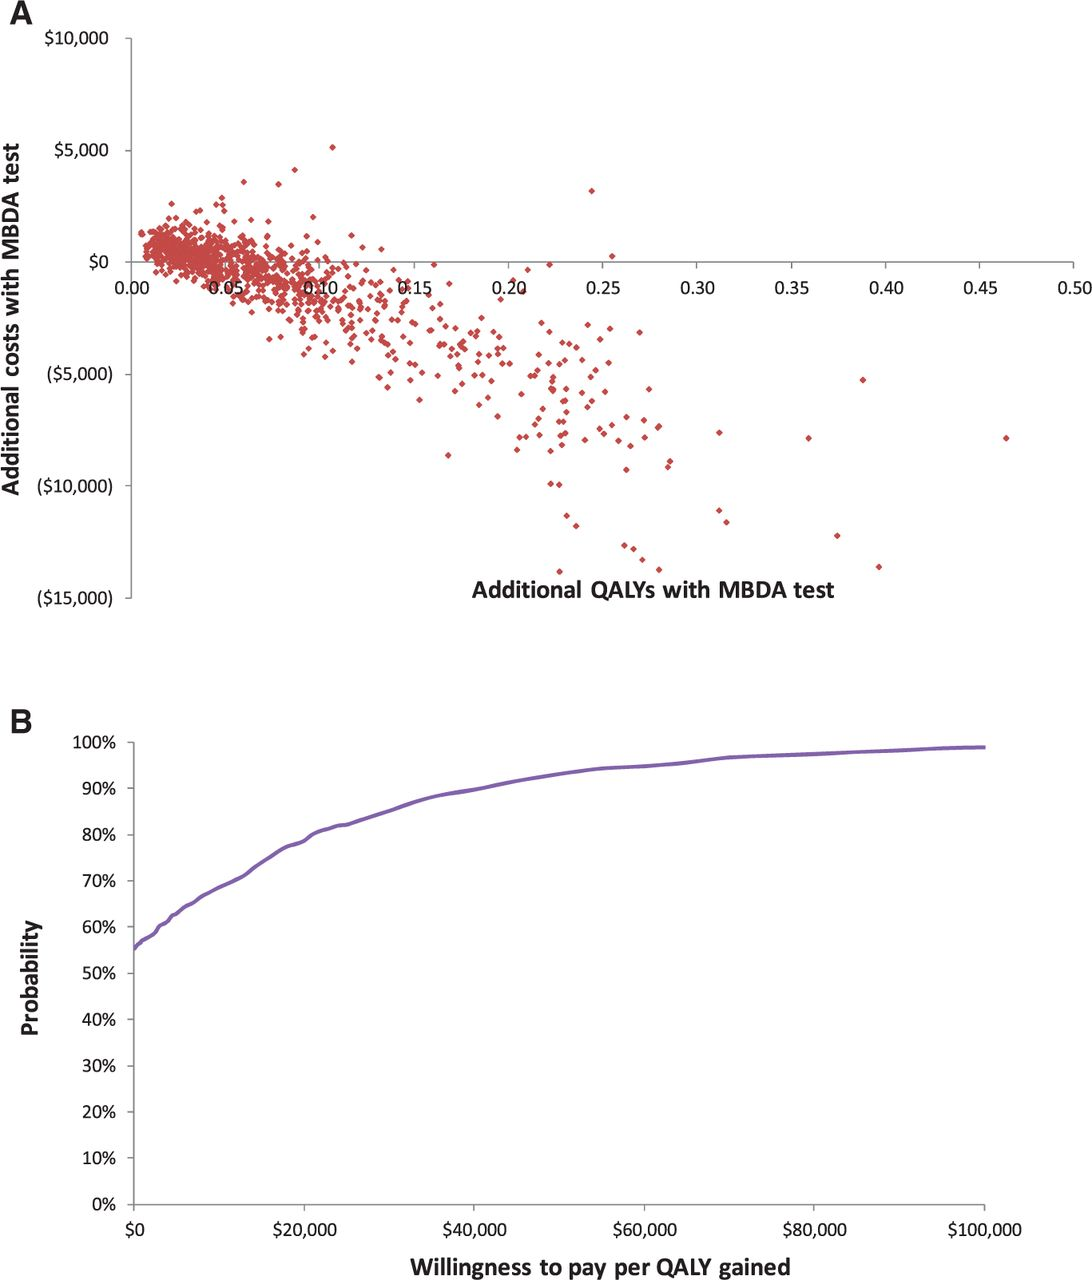 A
Additional costs with MBDA test
$10,000
$5,000
$0
($5,000)
($10,000)
($15,000)
0.00 0.05 0.10 0.15 0.20 0.25 0.30 0.35 0.40 0.45 0.50
Additional QALYs with MBDA test
B
Probability
100%
90%
80%
70%
60%
50%
40%
30%
20%
10%
0%
$0 $20,000 $40,000 $60,000 $80,000 $100,000
Willingness to pay per QALY gained